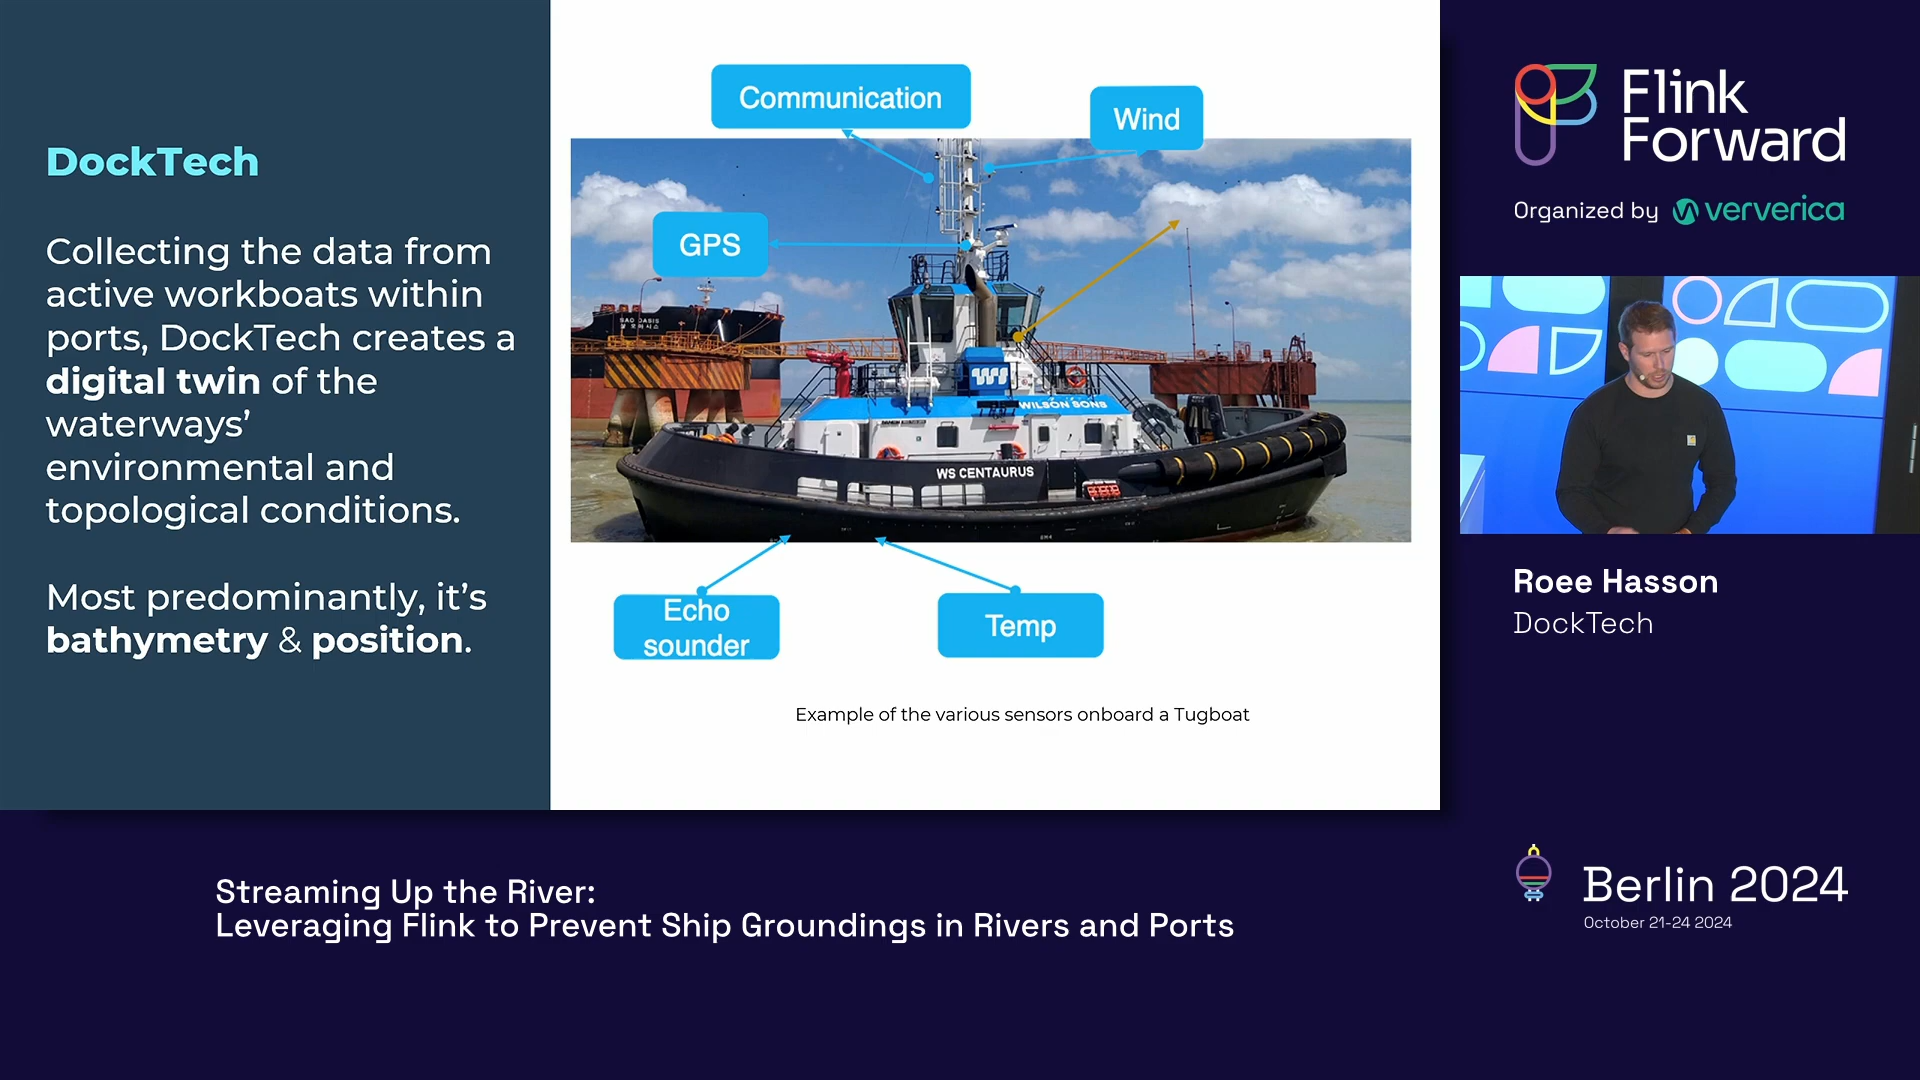 DockTech
Collecting the data from
active workboats within
ports, DockTech creates a
digital twin of the
waterways’
environmental and
topological conditions.
Most predominantly, it’s
bathymetry & position.
Communication
Wind
GPS
SAO OASIS
WILSON SONS
WS CENTAURUS
Echo
sounder
Temp
Example of the various sensors onboard a Tugboat
Flink
Forward
Organized by ververica
Roee Hasson
DockTech
Streaming Up the River:
Leveraging Flink to Prevent Ship Groundings in Rivers and Ports
Berlin 2024
October 21-24 2024